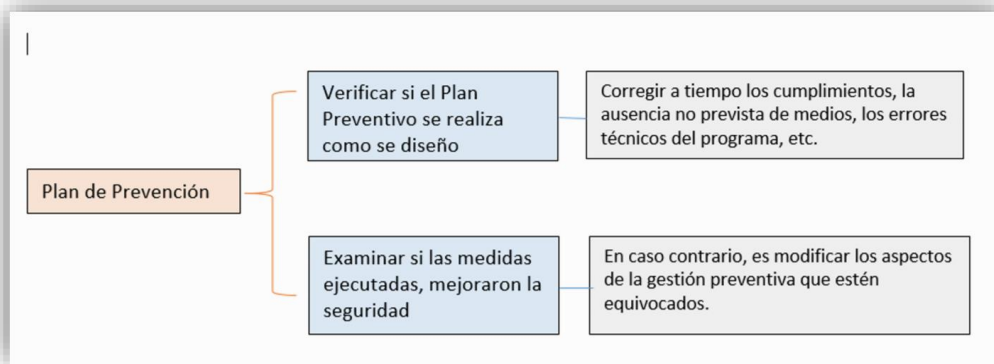 Plan de Prevención
Verificar si el Plan
Preventivo se realiza
como se diseño
Corregir a tiempo los cumplimientos, la
ausencia no prevista de medios, los errores
técnicos del programa, etc.
Examinar si las medidas
ejecutadas, mejoraron la
seguridad
En caso contrario, es modificar los aspectos
de la gestión preventiva que estén
equivocados.